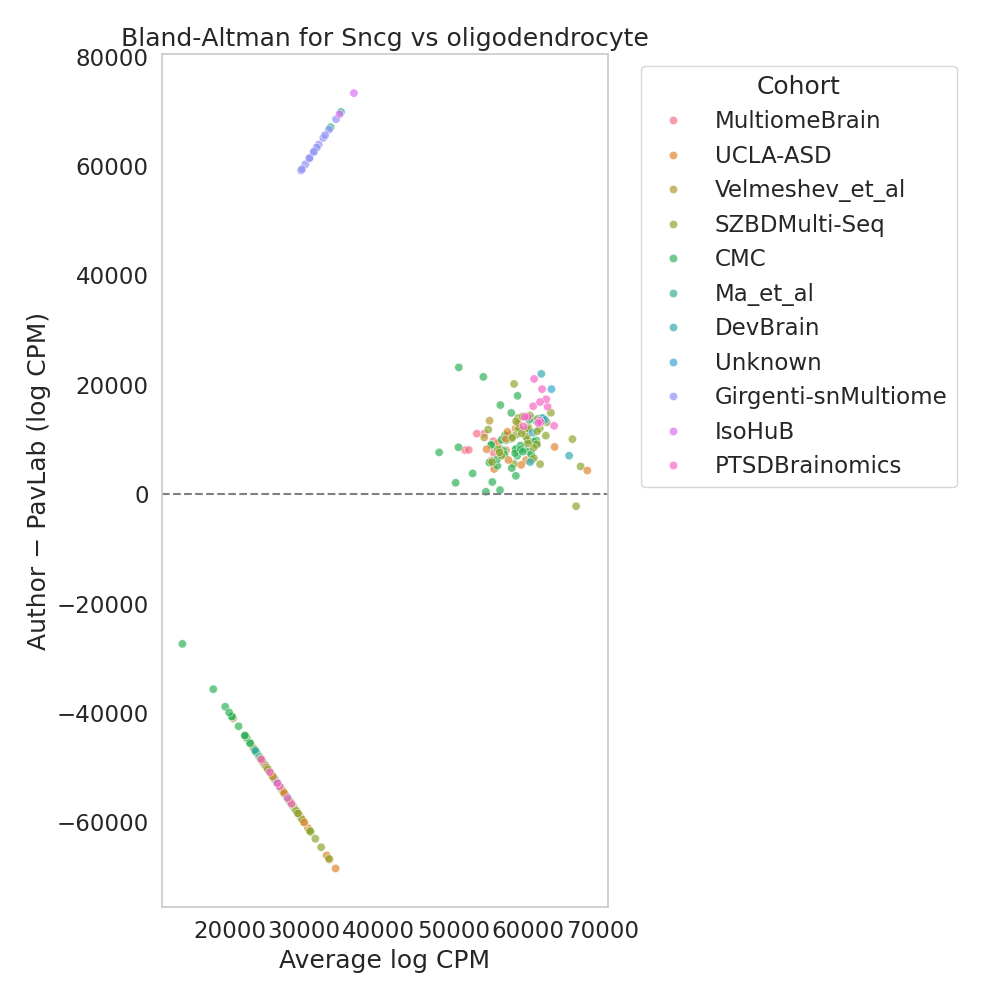 Bland-Altman for Sncg vs oligodendrocyte
80000
60000
40000
20000
0
−20000
−40000
−60000
Author − PavLab (log CPM)
20000 30000 40000 50000 60000 70000
Average log CPM
Cohort
MultiomeBrain
UCLA-ASD
Velmeshev_et_al
SZBDMulti-Seq
CMC
Ma_et_al
DevBrain
Unknown
Girgenti-snMultiome
IsoHuB
PTSDBrainomics